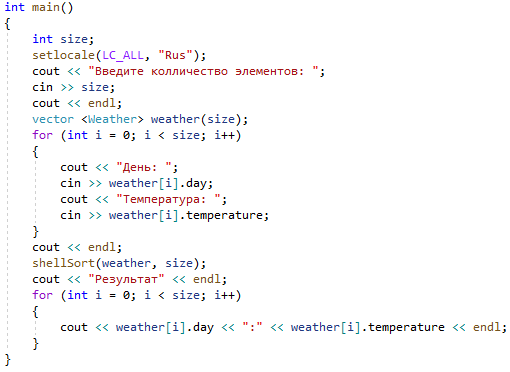 int main()
{
    int size;
    setlocale(LC_ALL, "Rus");
    cout << "Введите колличество элементов: ";
    cin >> size;
    cout << endl;
    vector <Weather> weather(size);
    for (int i = 0; i < size; i++)
    {
        cout << "День: ";
        cin >> weather[i].day;
        cout << "Температура: ";
        cin >> weather[i].temperature;
    }
    cout << endl;
    shellSort(weather, size);
    cout << "Результат" << endl;
    for (int i = 0; i < size; i++)
    {
        cout << weather[i].day << ":" << weather[i].temperature << endl;
    }
}